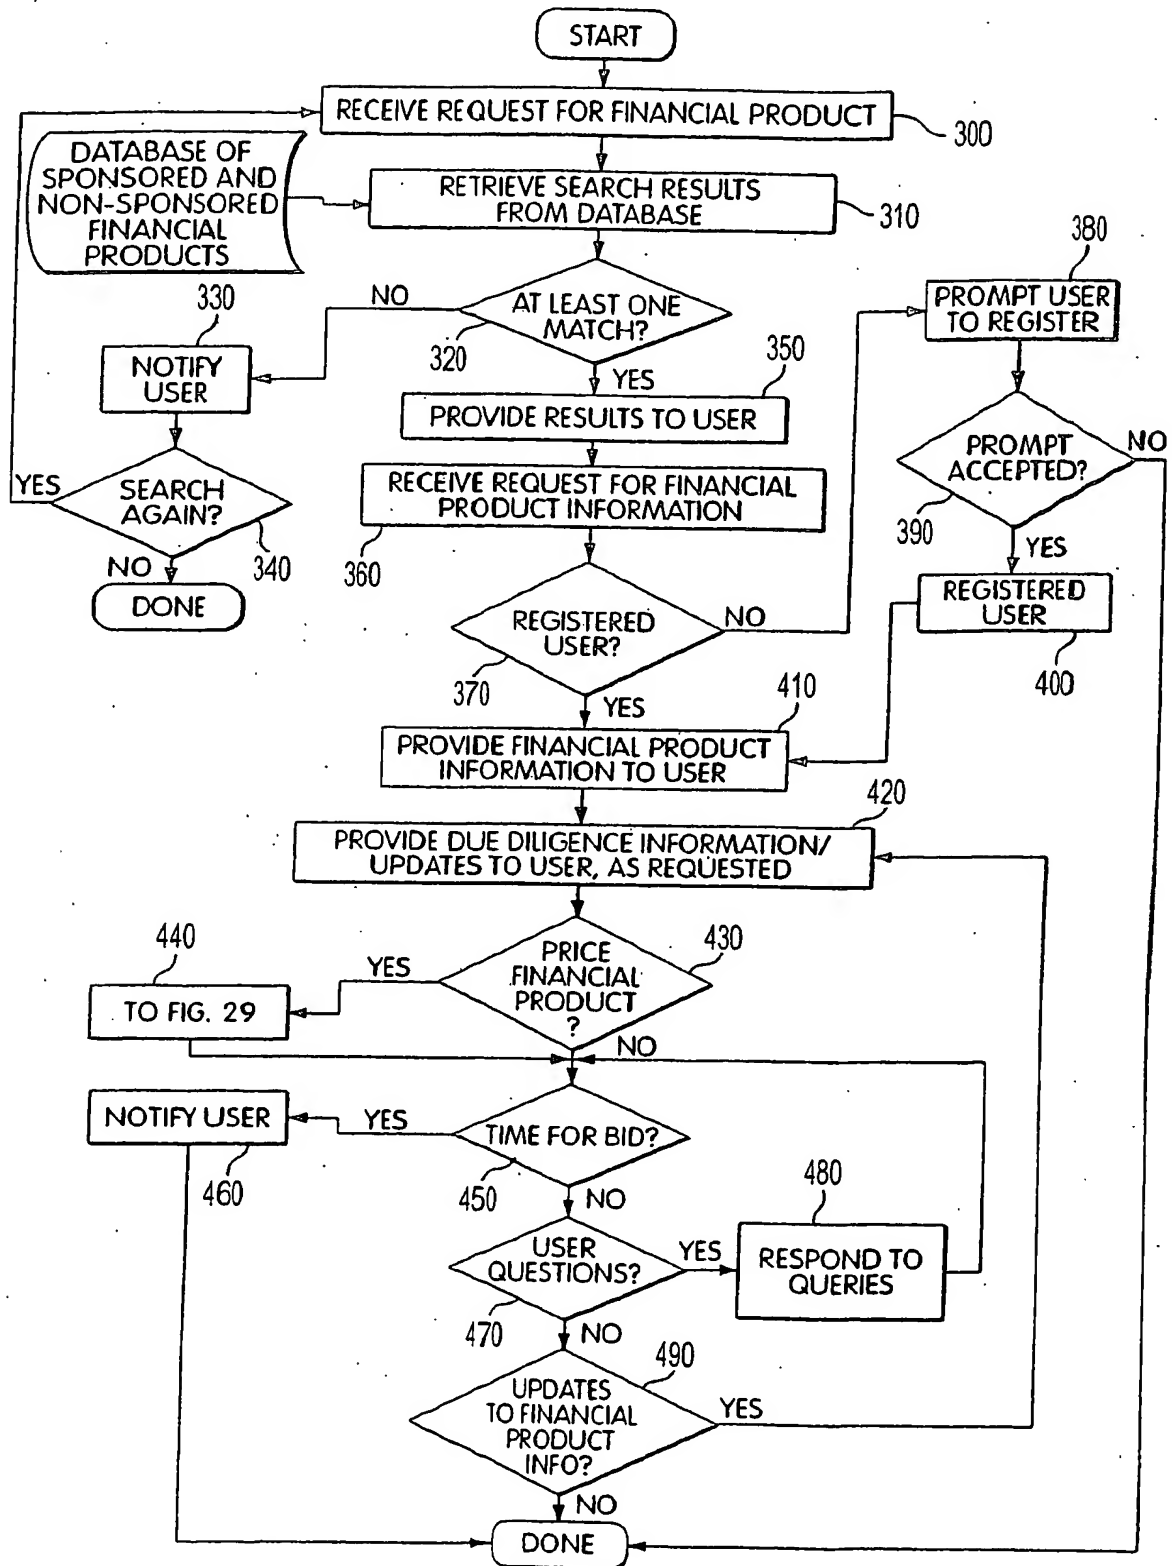 START
RECEIVE REQUEST FOR FINANCIAL PRODUCT
300
DATABASE OF
SPONSORED AND
NON-SPONSORED
FINANCIAL
PRODUCTS
RETRIEVE SEARCH RESULTS
FROM DATABASE
310
380
PROMPT USER
TO REGISTER
NO
AT LEAST ONE
MATCH?
320
330
NOTIFY
USER
350
YES
PROVIDE RESULTS TO USER
PROMPT
ACCEPTED?
NO
390
YES
SEARCH
AGAIN?
340
RECEIVE REQUEST FOR FINANCIAL
PRODUCT INFORMATION
360
YES
NO
DONE
REGISTERED
USER
400
REGISTERED
USER?
NO
370
YES
410
PROVIDE FINANCIAL PRODUCT
INFORMATION TO USER
420
PROVIDE DUE DILIGENCE INFORMATION/
UPDATES TO USER, AS REQUESTED
430
PRICE
FINANCIAL
PRODUCT
?
YES
440
TO FIG. 29
NO
NOTIFY USER
460
YES
TIME FOR BID?
450
NO
480
USER
QUESTIONS?
YES
RESPOND TO
QUERIES
470
NO
490
UPDATES
TO FINANCIAL
PRODUCT
INFO?
YES
NO
DONE